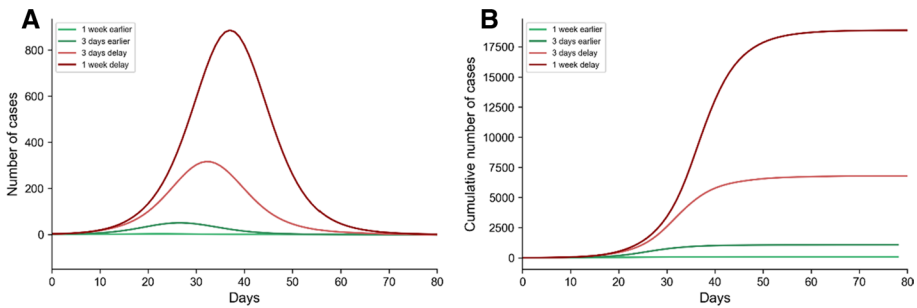 A
1 week earlier
3 days earlier
3 days delay
1 week delay
Number of cases
800
600
400
200
0
0 10 20 30 40 50 60 70 80
Days
B
1 week earlier
3 days earlier
3 days delay
1 week delay
Cumulative number of cases
17500
15000
12500
10000
7500
5000
2500
0
0 10 20 30 40 50 60 70 80
Days